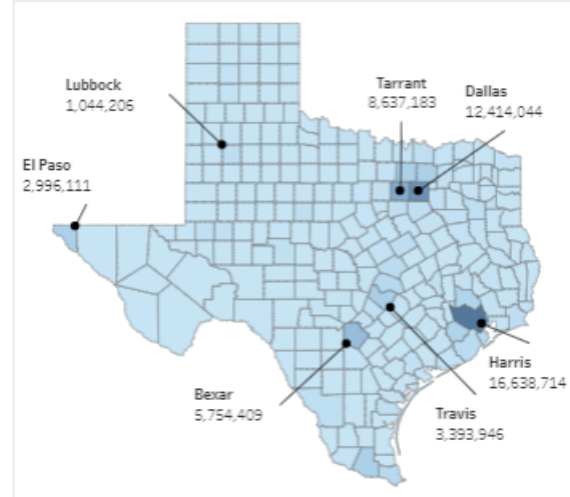 Lubbock
1,044,206
Tarrant
8,637,183
Dallas
12,414,044
El Paso
2,996,111
Harris
16,638,714
Bexar
5,754,409
Travis
3,393,946